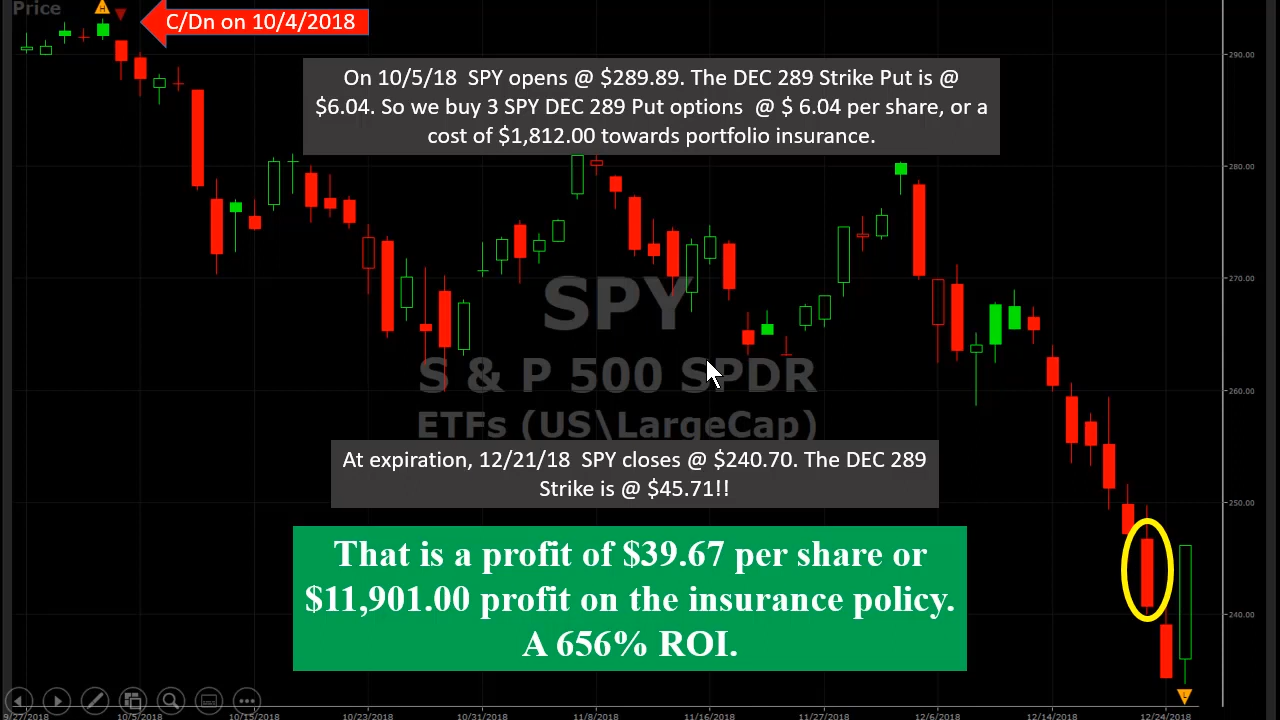 Price
H
C/Dn on 10/4/2018
290.00
On 10/5/18 SPY opens @ $289.89. The DEC 289 Strike Put is @
$6.04. So we buy 3 SPY DEC 289 Put options @ $ 6.04 per share, or a
cost of $1,812.00 towards portfolio insurance.
280.00
270.00
SPY
S & P 500 SPDR
260.00
ETFs (US\LargeCap)
At expiration, 12/21/18 SPY closes @ $240.70. The DEC 289
Strike is @ $45.71!!
250.00
That is a profit of $39.67 per share or
$11,901.00 profit on the insurance policy.
A 656% ROI.
240.00
L
9/27/2018 10/5/2018 10/15/2018 10/23/2018 10/31/2018 11/8/2018 11/16/2018 11/27/2018 12/6/2018 12/14/2018 12/24/2018